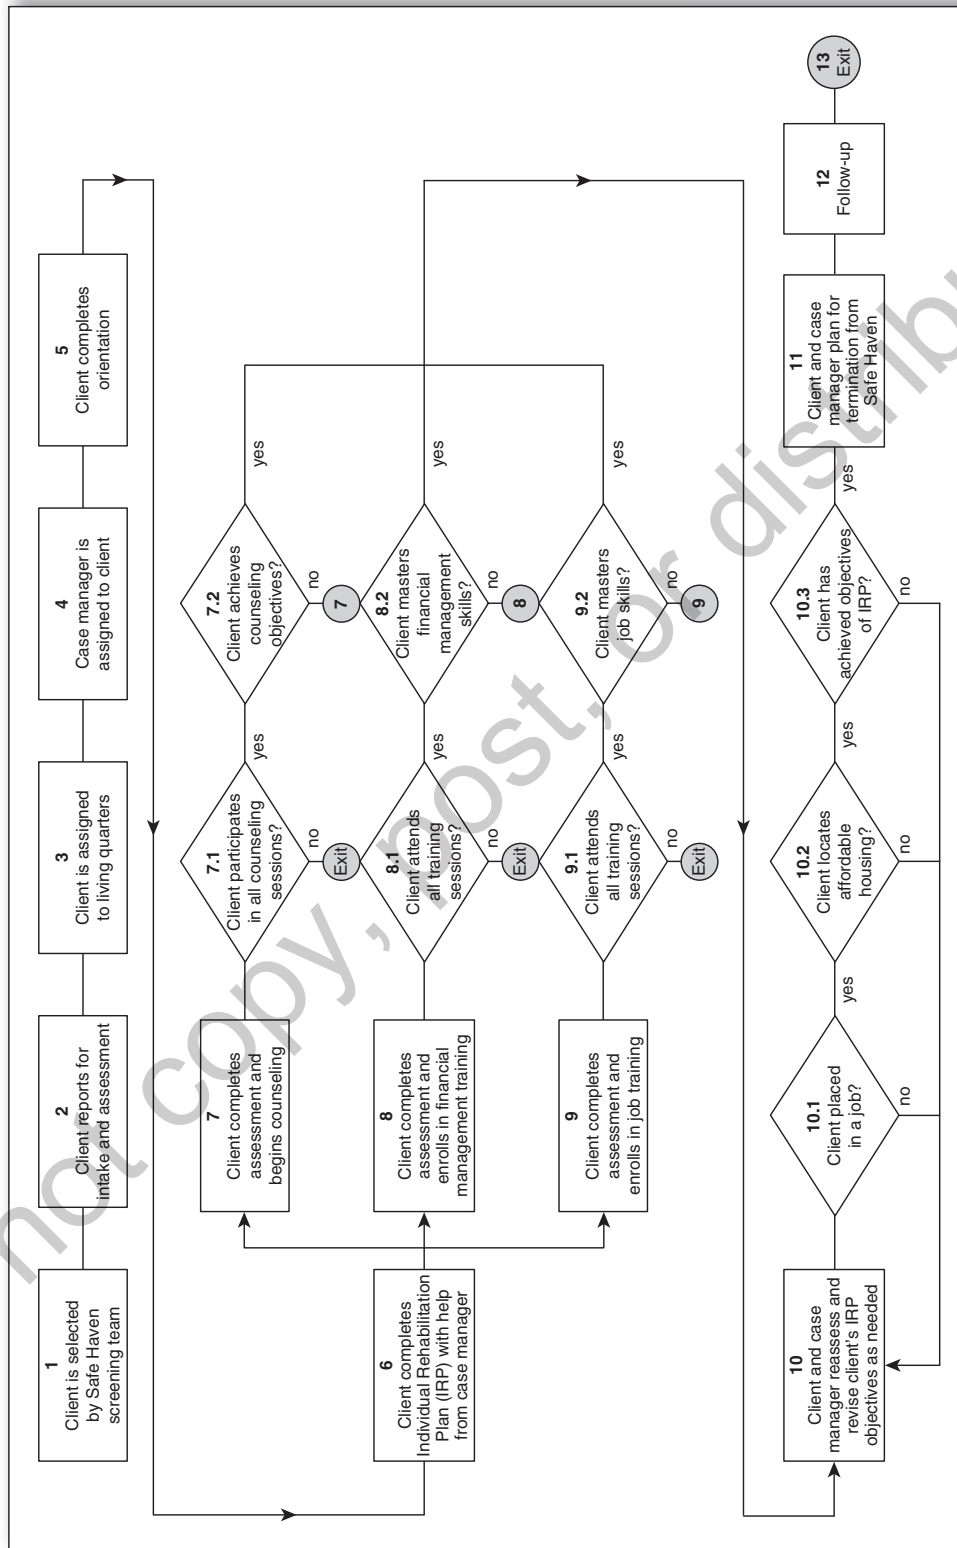 1
Client is selected
by Safe Haven
screening team
2
Client reports for
intake and assessment
3
Client is assigned
to living quarters
4
Case manager is
assigned to client
5
Client completes
orientation
6
Client completes
Individual Rehabilitation
Plan (IRP) with help
from case manager
7
Client completes
assessment and
begins counseling
7.1
Client participates
in all counseling
sessions?
yes
no
Exit
7.2
Client achieves
counseling
objectives?
yes
no
7
8
Client completes
assessment and
enrolls in financial
management training
8.1
Client attends
all training
sessions?
yes
no
Exit
8.2
Client masters
financial
management
skills?
yes
no
8
9
Client completes
assessment and
enrolls in job training
9.1
Client attends
all training
sessions?
yes
no
Exit
9.2
Client masters
job skills?
yes
no
9
10
Client and case
manager reassess and
revise client's IRP
objectives as needed
10.1
Client placed
in a job?
yes
no
10.2
Client locates
affordable
housing?
yes
no
10.3
Client has
achieved objectives
of IRP?
yes
no
11
Client and case
manager plan for
termination from
Safe Haven
12
Follow-up
13
Exit
not copy, post, or distrib